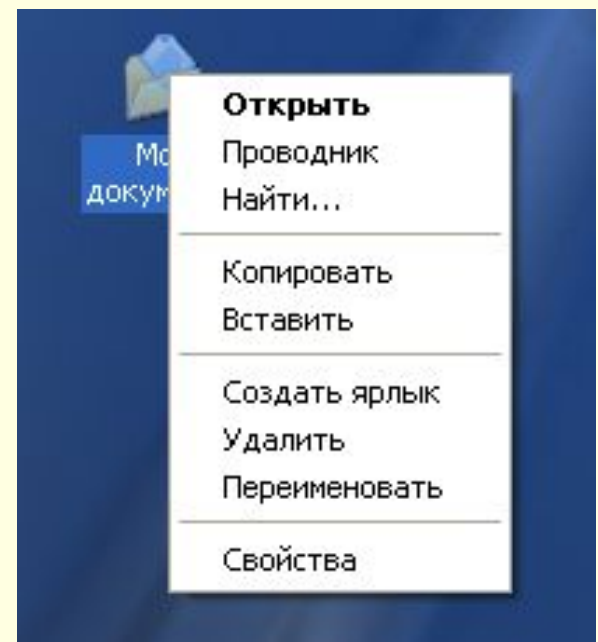 Открыть
Проводник
Найти...
Копировать
Вставить
Создать ярлык
Удалить
Переименовать
Свойства